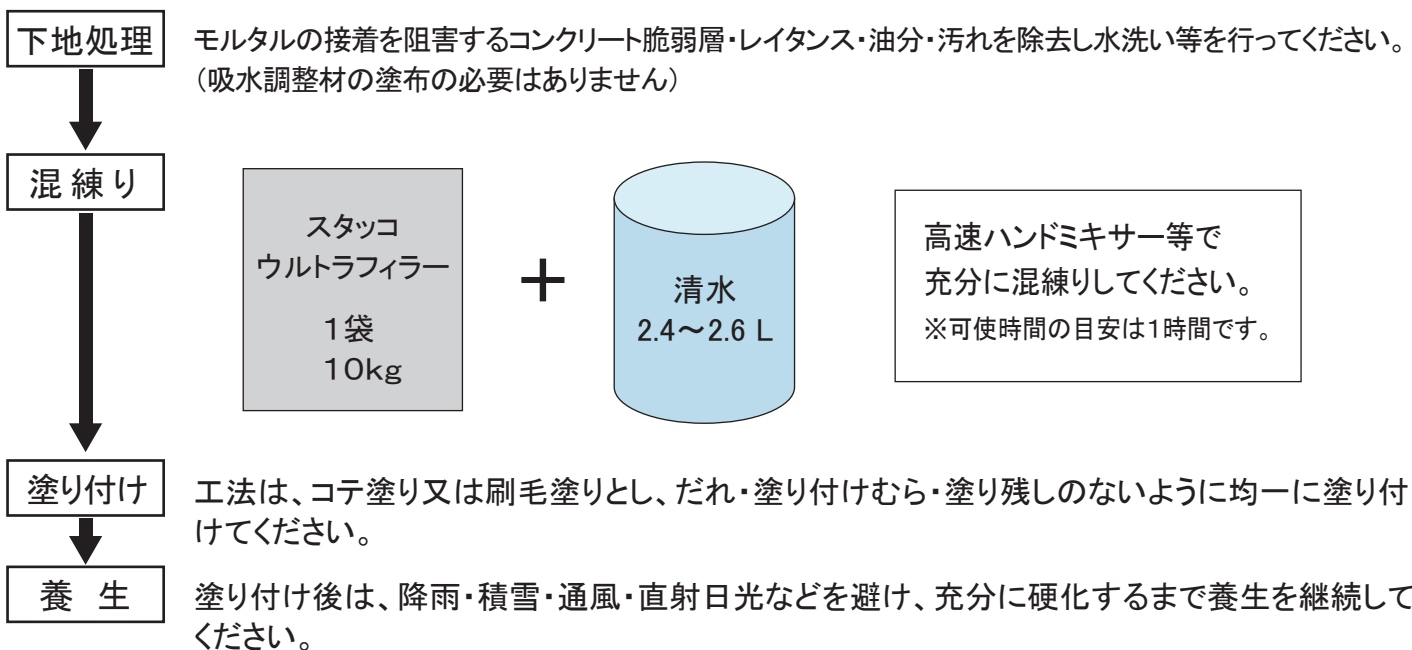 下地処理
モルタルの接着を阻害するコンクリート脆弱層・レイタンス・油分・汚れを除去し水洗い等を行ってください。
（吸水調整材の塗布の必要はありません）
混練り
スタッコ
ウルトラフィラー
1袋
10kg
＋
清水
2.4～2.6 L
高速ハンドミキサー等で
充分に混練りしてください。
※可使時間の目安は1時間です。
塗り付け
工法は、コテ塗り又は刷毛塗りとし、だれ・塗り付けむら・塗り残しのないように均一に塗り付
けてください。
養 生
塗り付け後は、降雨・積雪・通風・直射日光などを避け、充分に硬化するまで養生を継続して
ください。